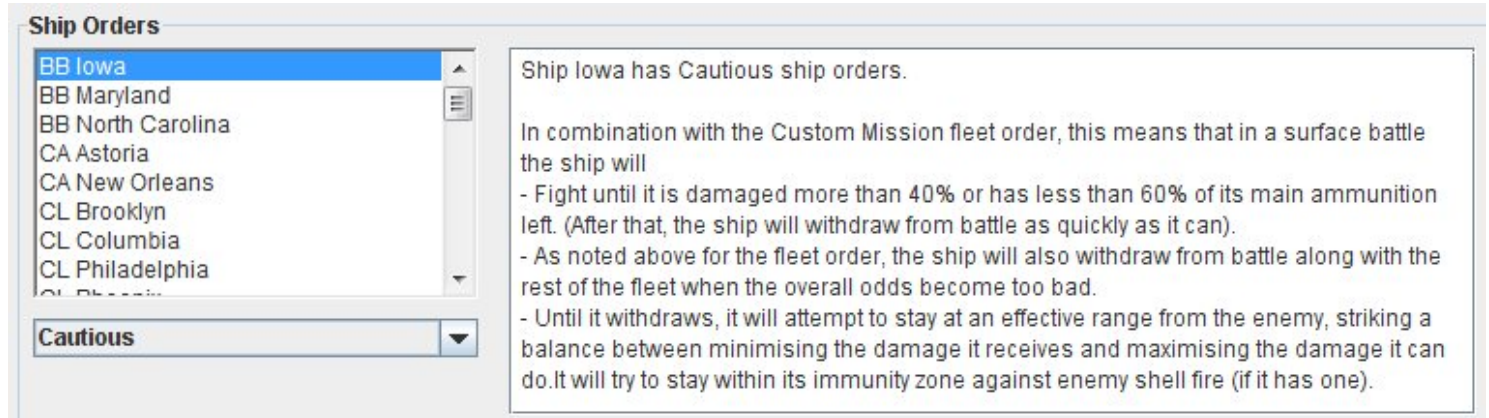 Ship Orders
BB Iowa
BB Maryland
BB North Carolina
CA Astoria
CA New Orleans
CL Brooklyn
CL Columbia
CL Philadelphia
Cautious
Ship Iowa has Cautious ship orders.
In combination with the Custom Mission fleet order, this means that in a surface battle
the ship will
- Fight until it is damaged more than 40% or has less than 60% of its main ammunition
left. (After that, the ship will withdraw from battle as quickly as it can).
- As noted above for the fleet order, the ship will also withdraw from battle along with the
rest of the fleet when the overall odds become too bad.
- Until it withdraws, it will attempt to stay at an effective range from the enemy, striking a
balance between minimising the damage it receives and maximising the damage it can
do.It will try to stay within its immunity zone against enemy shell fire (if it has one).